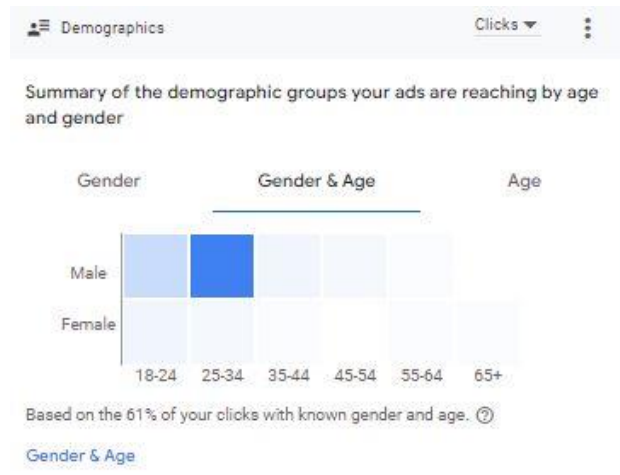 Demographics Clicks
Summary of the demographic groups your ads are reaching by age
and gender
Gender Gender & Age Age
Male
Female
18-24 25-34 35-44 45-54 55-64 65+
Based on the 61% of your clicks with known gender and age.
Gender & Age